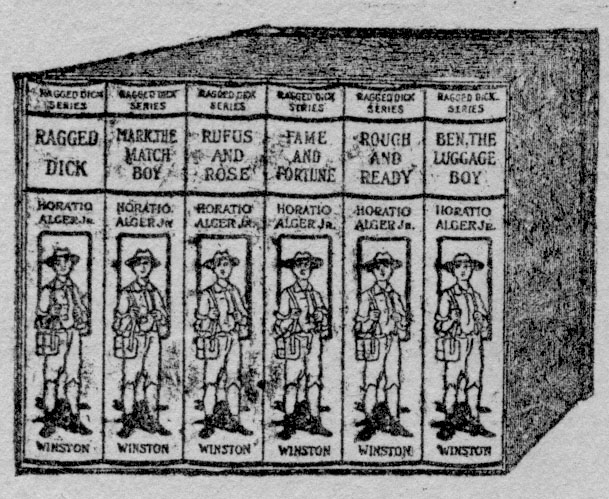 RAGGED DICK
SERIES
RAGGED
DICK
HORATIO
ALGER JR.
WINSTON
RAGGED DICK
SERIES
MARK, THE
MATCH
BOY
HORATIO
ALGER JR.
WINSTON
RAGGED DICK
SERIES
RUFUS
AND
ROSE
HORATIO
ALGER JR.
WINSTON
RAGGED DICK
SERIES
FAME
AND
FORTUNE
HORATIO
ALGER JR.
WINSTON
RAGGED DICK
SERIES
ROUGH
AND
READY
HORATIO
ALGER JR.
WINSTON
RAGGED DICK
SERIES
BEN, THE
LUGGAGE
BOY
HORATIO
ALGER JR.
WINSTON